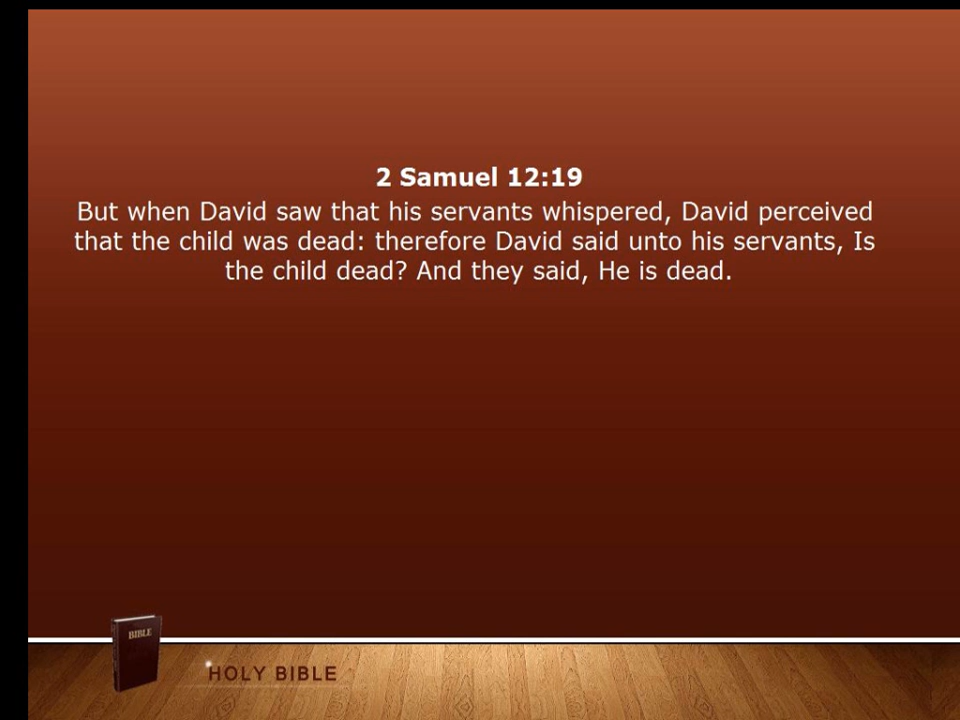 2 Samuel 12:19
But when David saw that his servants whispered, David perceived
that the child was dead: therefore David said unto his servants, Is
the child dead? And they said, He is dead.
BIBLE
HOLY BIBLE